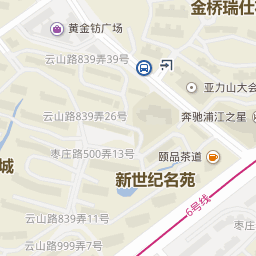 金桥瑞仕
黄金钫广场
云山路839弄39号
亚力山大会
云山路839弄26号
奔驰浦江之星
枣庄路500弄13号
颐品茶道
城
新世纪名苑
6号线
云山路839弄11号
云山路999弄7号